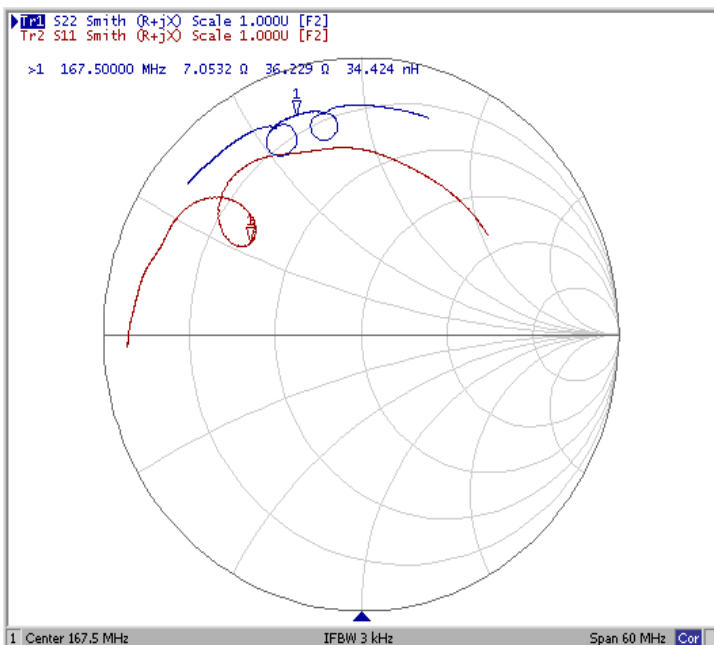 Tr1 S22 Smith (R+jX) Scale 1.000U [F2]
Tr2 S11 Smith (R+jX) Scale 1.000U [F2]
>1 167.50000 MHz 7.0532 Ω 36.229 Ω 34.424 nH
1
1 Center 167.5 MHz IFBW 3 kHz Span 60 MHz Cor